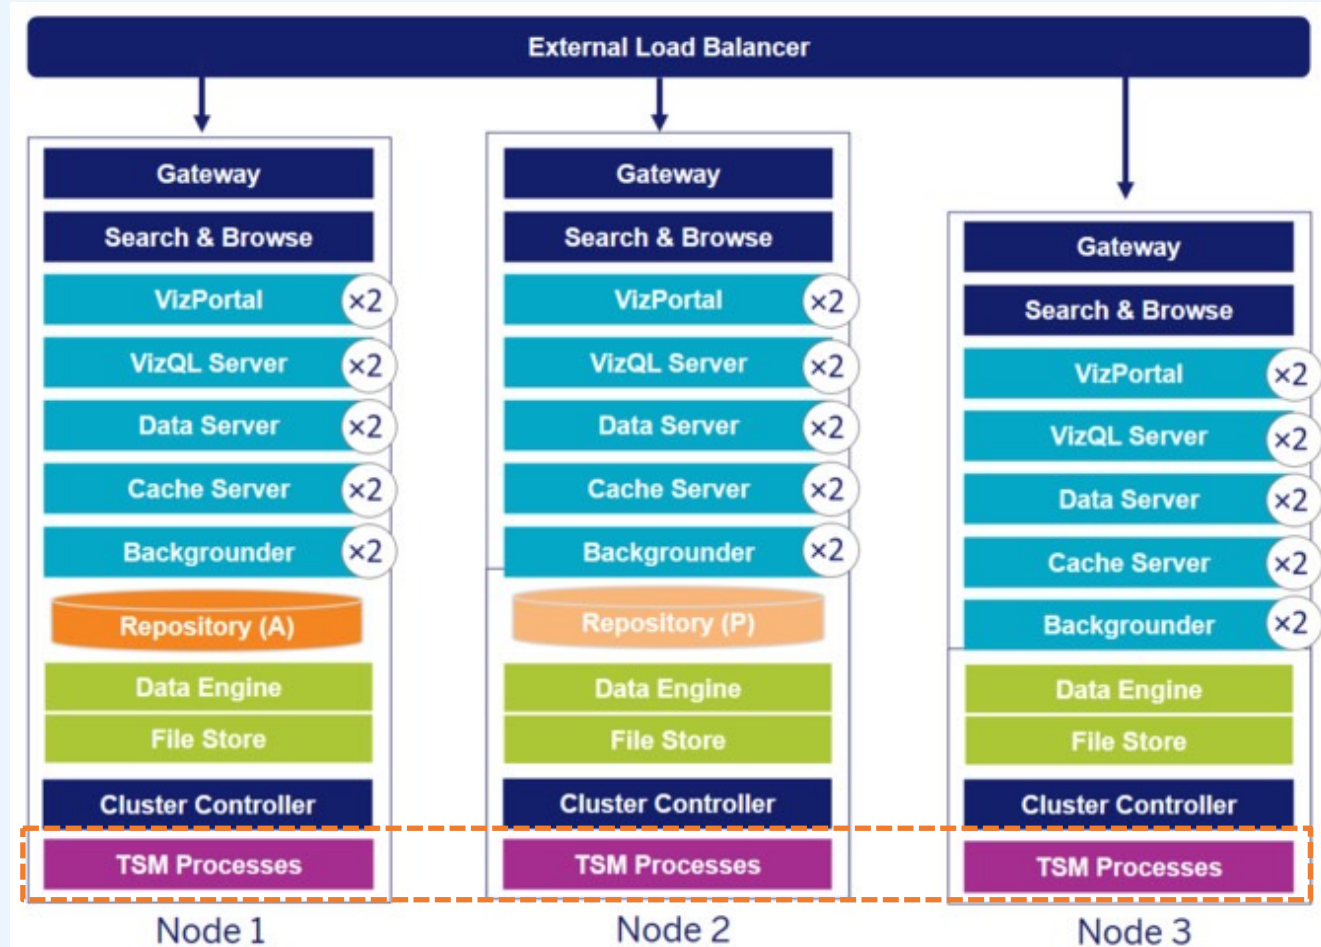 External Load Balancer
Gateway
Search & Browse
VizPortal ×2
VizQL Server ×2
Data Server ×2
Cache Server ×2
Backgrounder ×2
Repository (A)
Data Engine
File Store
Cluster Controller
TSM Processes
Node 1
Gateway
Search & Browse
VizPortal ×2
VizQL Server ×2
Data Server ×2
Cache Server ×2
Backgrounder ×2
Repository (P)
Data Engine
File Store
Cluster Controller
TSM Processes
Node 2
Gateway
Search & Browse
VizPortal ×2
VizQL Server ×2
Data Server ×2
Cache Server ×2
Backgrounder ×2
Data Engine
File Store
Cluster Controller
TSM Processes
Node 3